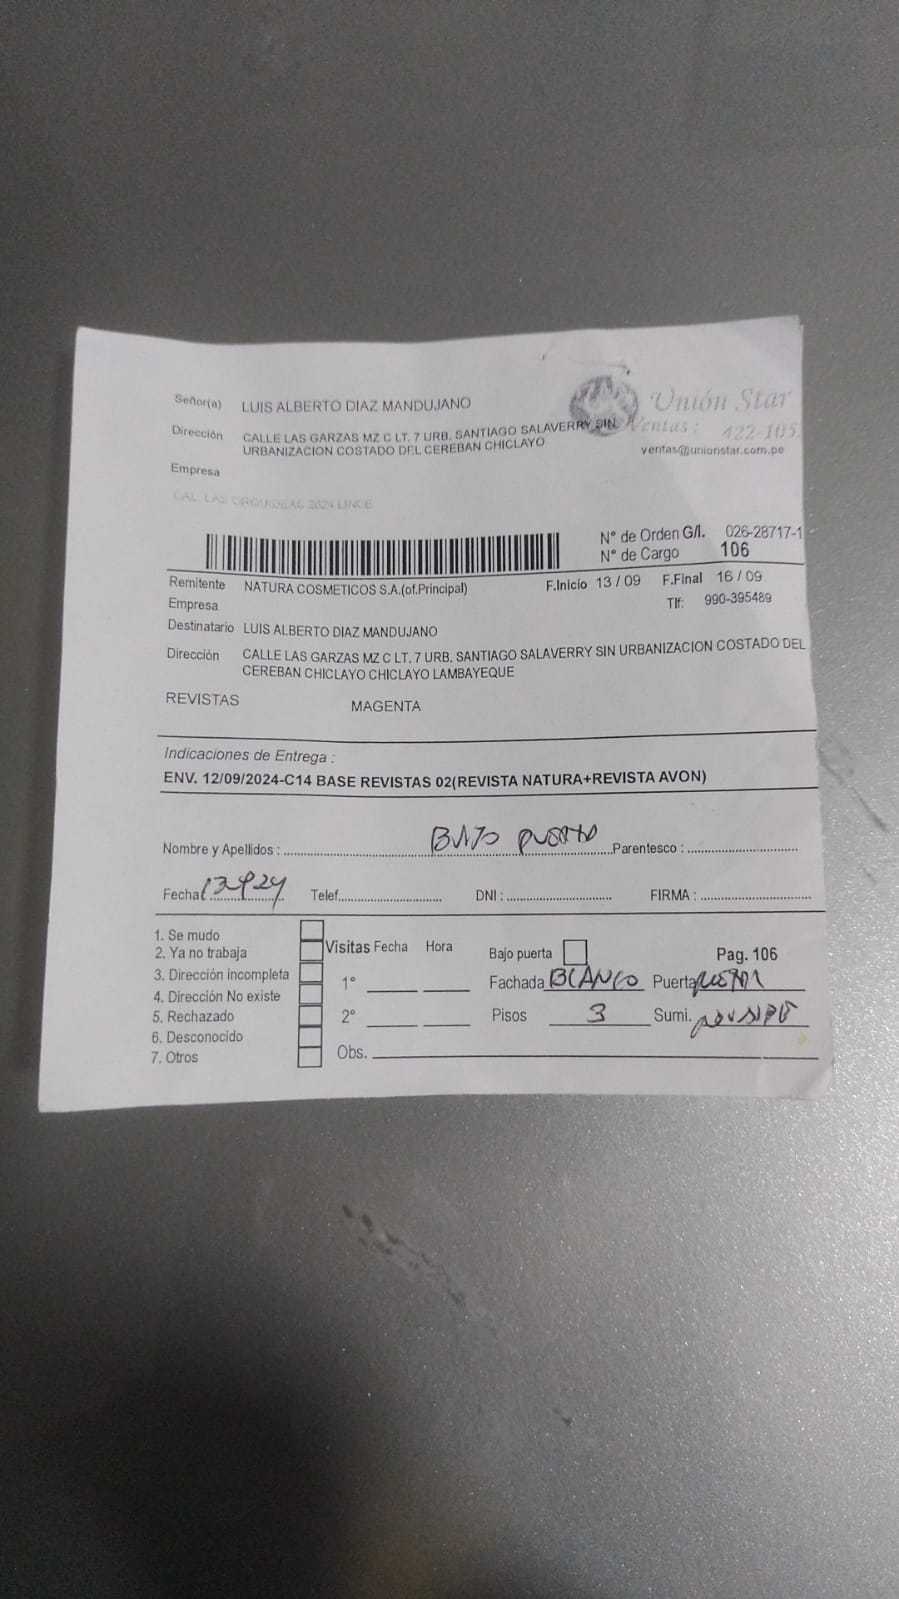 Señor(a) LUIS ALBERTO DIAZ MANDUJANO
Unión Star
Dirección CALLE LAS GARZAS MZ C LT. 7 URB. SANTIAGO SALAVERRY SIN
URBANIZACION COSTADO DEL CEREBAN CHICLAYO
Ventas : 422-105
ventas@unionstar.com.pe
Empresa
CAL. LAS ORQUIDEAS LINCE
N° de Orden G/I. 026-28717-1
N° de Cargo 106
Remitente NATURA COSMETICOS S.A.(of.Principal) F.Inicio 13 / 09 F.Final 16 / 09
Empresa Tlf: 990-395489
Destinatario LUIS ALBERTO DIAZ MANDUJANO
Dirección CALLE LAS GARZAS MZ C LT. 7 URB. SANTIAGO SALAVERRY SIN URBANIZACION COSTADO DEL
CEREBAN CHICLAYO CHICLAYO LAMBAYEQUE
REVISTAS MAGENTA
Indicaciones de Entrega :
ENV. 12/09/2024-C14 BASE REVISTAS 02(REVISTA NATURA+REVISTA AVON)
Nombre y Apellidos : BAJO PUERTA Parentesco :
Fecha 13-9-24 Telef. DNI : FIRMA :
1. Se mudo
2. Ya no trabaja
3. Dirección incompleta
4. Dirección No existe
5. Rechazado
6. Desconocido
7. Otros
Visitas Fecha Hora
1°
2°
Obs.
Bajo puerta Pag. 106
Fachada BLANCO Puerta
Pisos 3 Sumi.